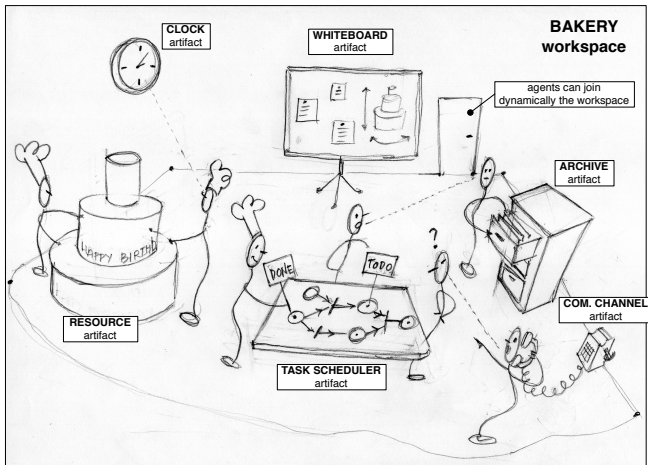 CLOCK
artifact
WHITEBOARD
artifact
BAKERY
workspace
agents can join
dynamically the workspace
ARCHIVE
artifact
?
HAPPY BIRTHD
DONE
TODO
RESOURCE
artifact
COM. CHANNEL
artifact
TASK SCHEDULER
artifact